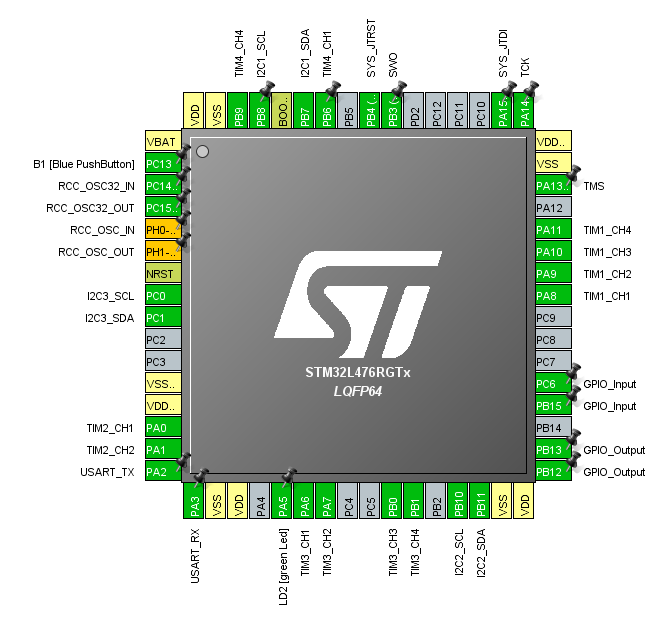 TIM4_CH4
I2C1_SCL
I2C1_SDA
TIM4_CH1
SYS_JTRST
SWO
SYS_JTDI
TCK
VDD
VSS
PB9
PB8
BOO..
PB7
PB6
PB5
PB4 (..
PB3 (..
PD2
PC12
PC11
PC10
PA15..
PA14..
VBAT
B1 [Blue PushButton] PC13
RCC_OSC32_IN PC14..
RCC_OSC32_OUT PC15..
RCC_OSC_IN PH0-..
RCC_OSC_OUT PH1-..
NRST
I2C3_SCL PC0
I2C3_SDA PC1
PC2
PC3
VSS..
VDD..
TIM2_CH1 PA0
TIM2_CH2 PA1
USART_TX PA2
STM32L476RGTx
LQFP64
VDD..
VSS
PA13.. TMS
PA12
PA11 TIM1_CH4
PA10 TIM1_CH3
PA9 TIM1_CH2
PA8 TIM1_CH1
PC9
PC8
PC7
PC6 GPIO_Input
PB15 GPIO_Input
PB14
PB13 GPIO_Output
PB12 GPIO_Output
PA3
VSS
VDD
PA4
PA5
PA6
PA7
PC4
PC5
PB0
PB1
PB2
PB10
PB11
VSS
VDD
USART_RX
LD2 [green Led]
TIM3_CH1
TIM3_CH2
TIM3_CH3
TIM3_CH4
I2C2_SCL
I2C2_SDA